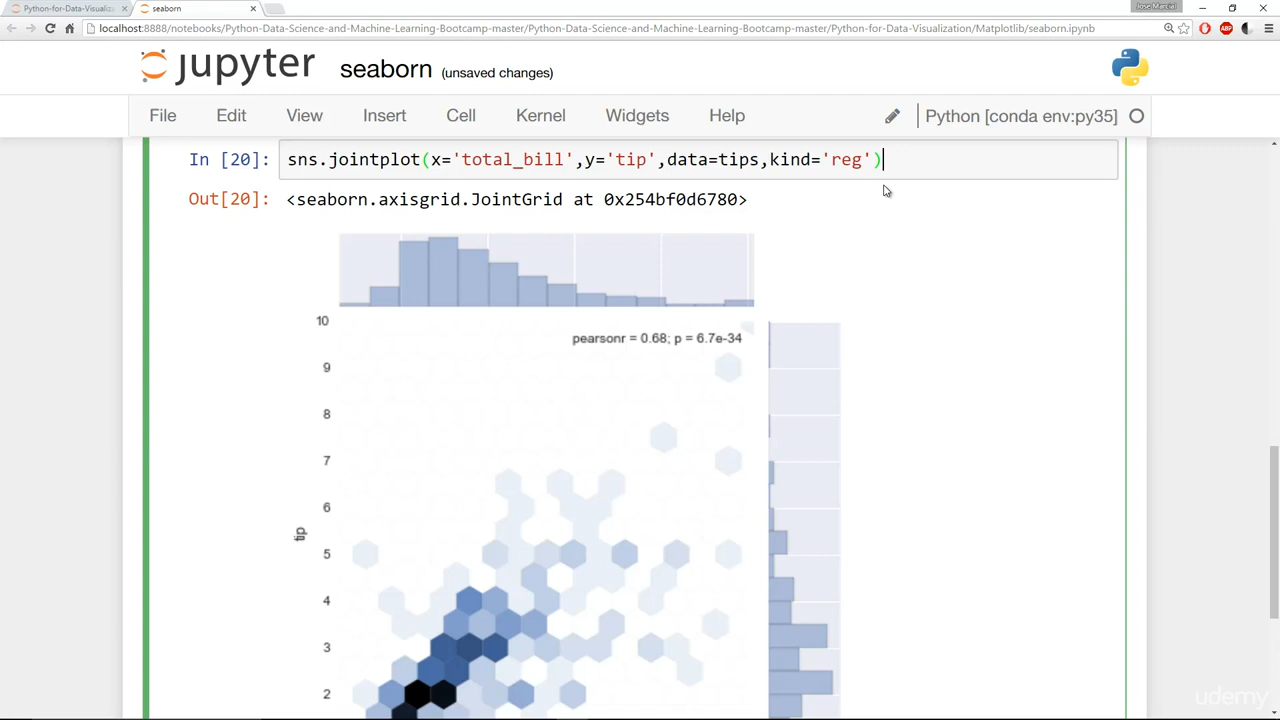 Python-for-Data-Visualiz
seaborn
Jose Marcial
localhost:8888/notebooks/Python-Data-Science-and-Machine-Learning-Bootcamp-master/Python-Data-Science-and-Machine-Learning-Bootcamp-master/Python-for-Data-Visualization/Matplotlib/seaborn.ipynb
ABP
jupyter seaborn (unsaved changes)
File Edit View Insert Cell Kernel Widgets Help Python [conda env:py35]
In [20]: sns.jointplot(x='total_bill',y='tip',data=tips,kind='reg')
Out[20]: <seaborn.axisgrid.JointGrid at 0x254bf0d6780>
10
pearsonr = 0.68; p = 6.7e-34
9
8
7
6
tip
5
4
3
2
udemy